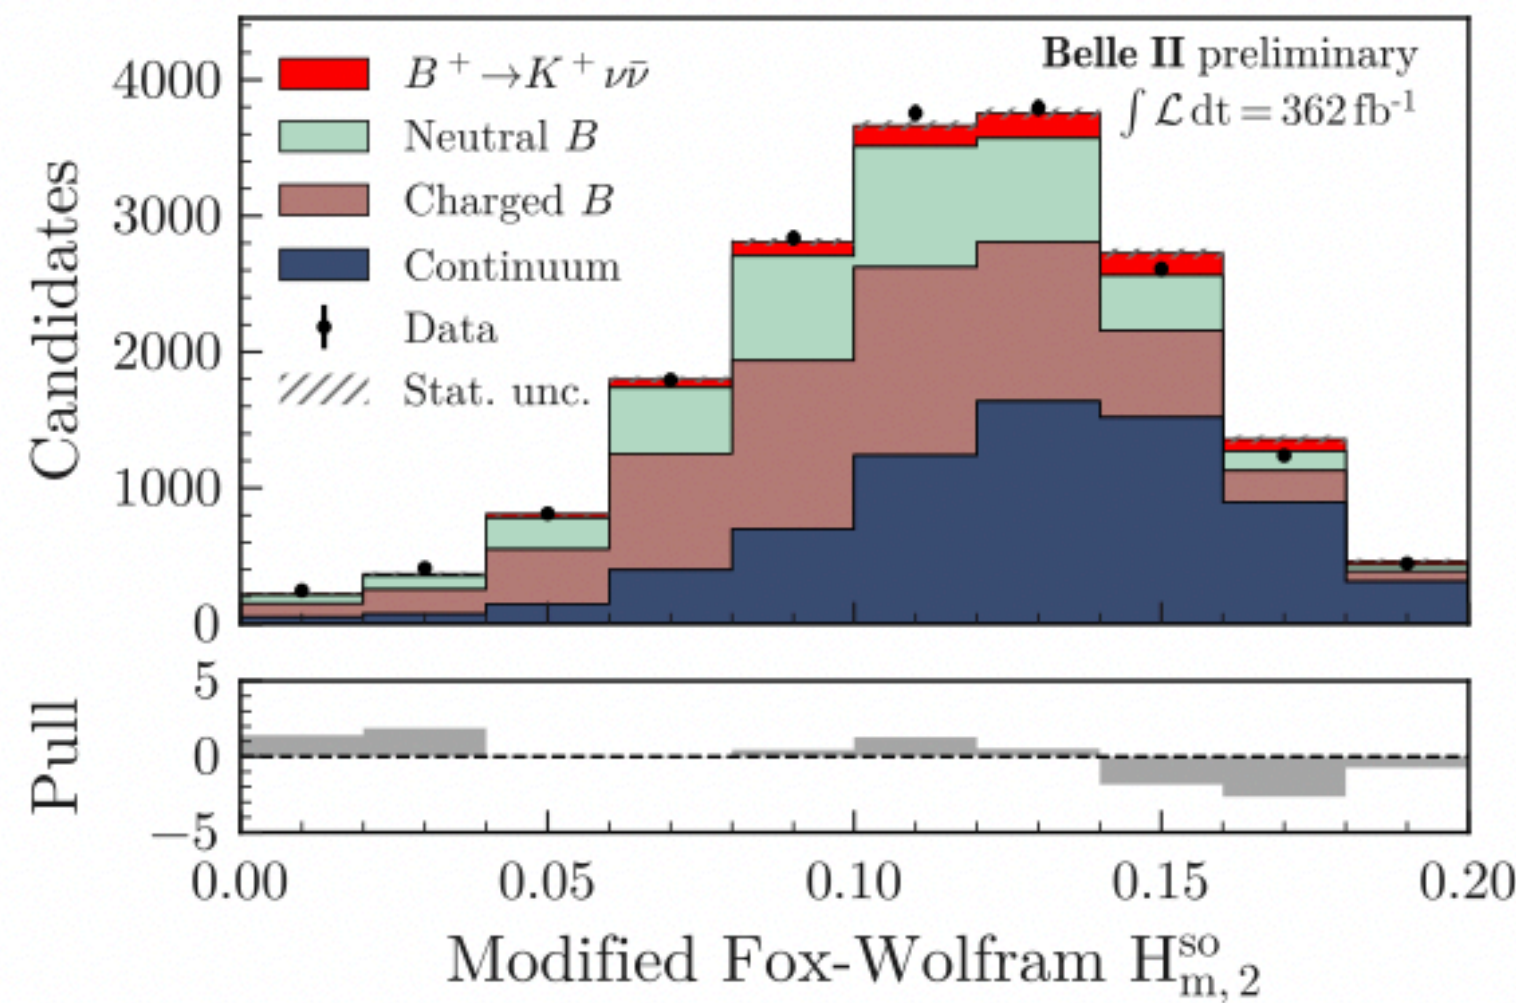 Belle II preliminary
∫ ℒ dt = 362 fb⁻¹
B⁺→K⁺νν̄
Neutral B
Charged B
Continuum
Data
Stat. unc.
Candidates
4000
3000
2000
1000
0
Pull
5
0
−5
0.00 0.05 0.10 0.15 0.20
Modified Fox-Wolfram H^{so}_{m, 2}